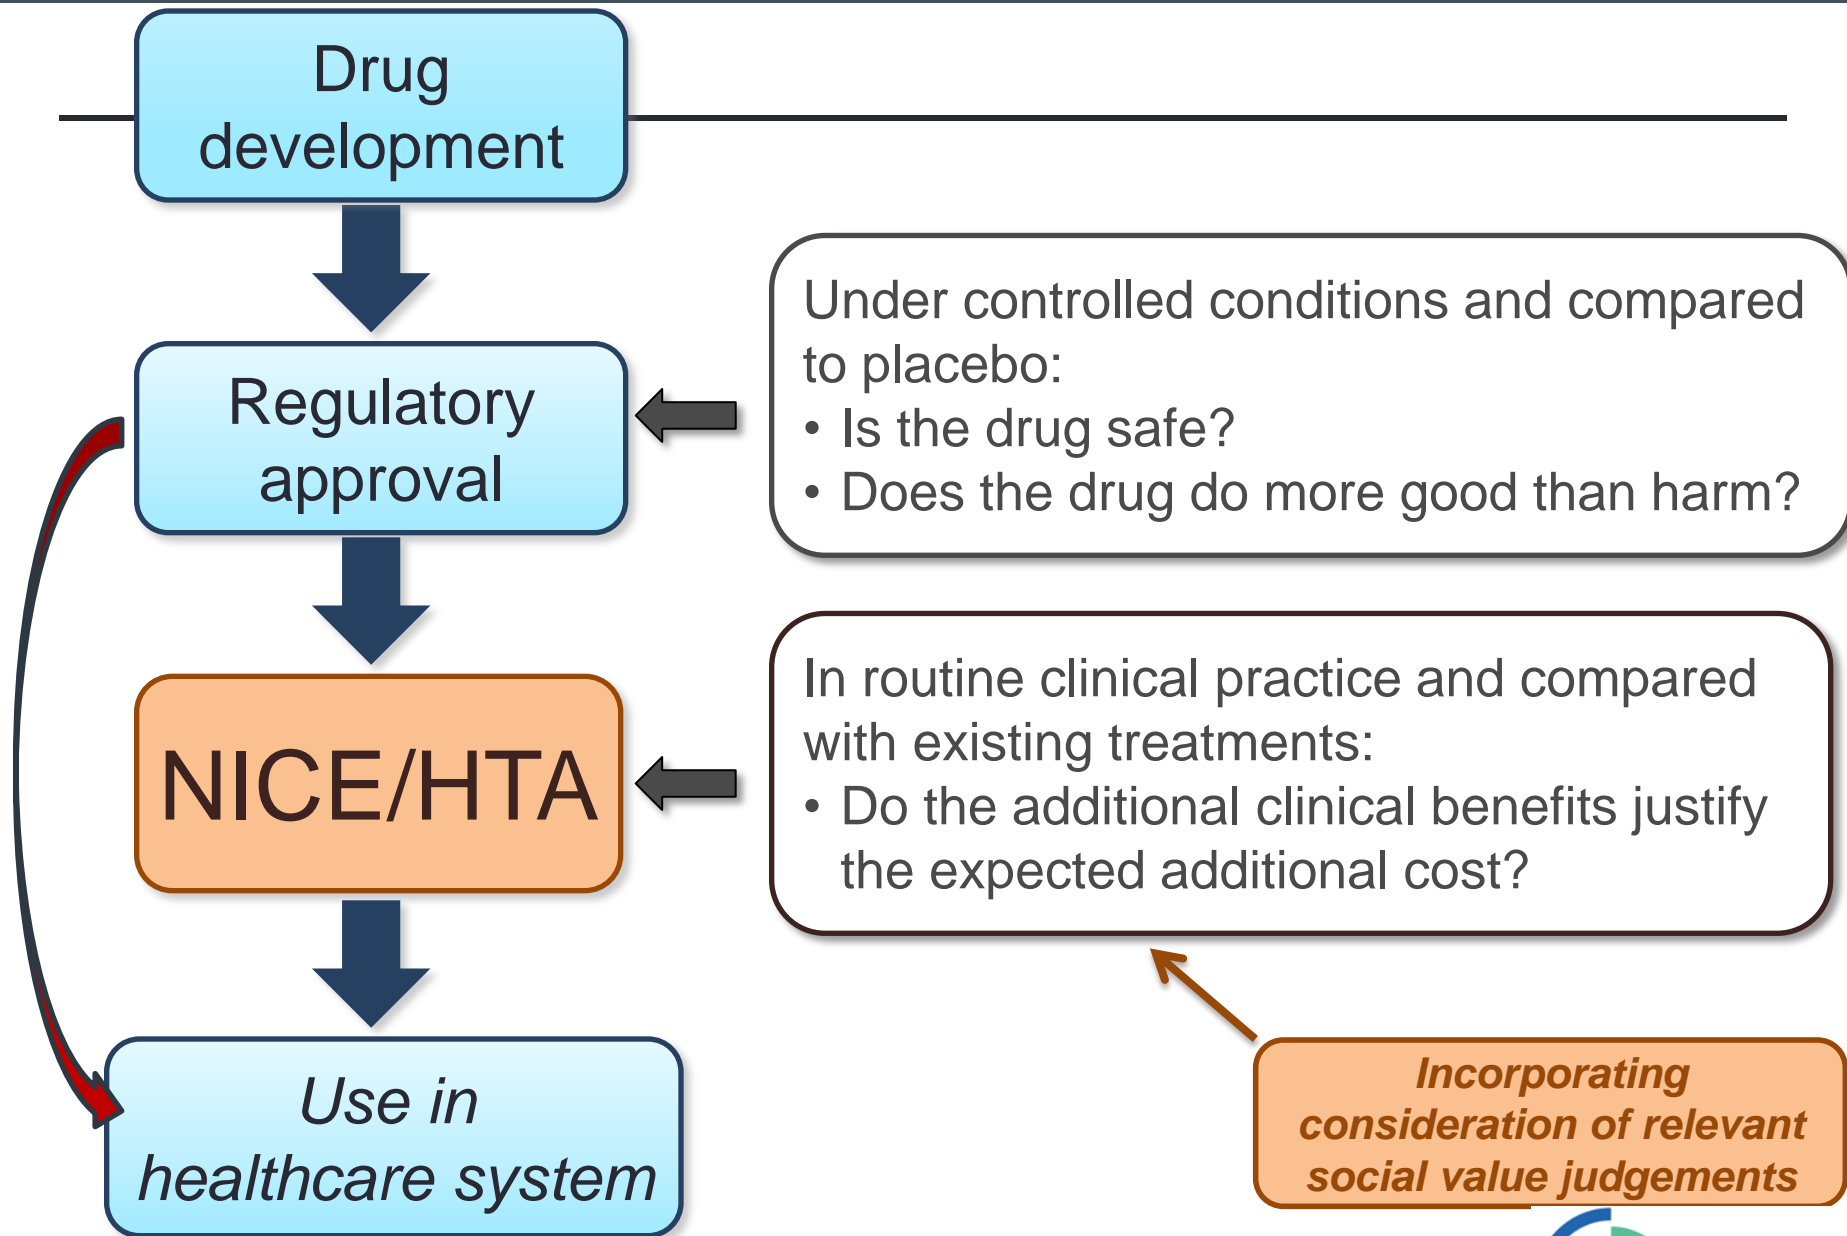 Drug
development
Under controlled conditions and compared
to placebo:
• Is the drug safe?
• Does the drug do more good than harm?
Regulatory
approval
In routine clinical practice and compared
with existing treatments:
• Do the additional clinical benefits justify
the expected additional cost?
NICE/HTA
Incorporating
consideration of relevant
social value judgements
Use in
healthcare system